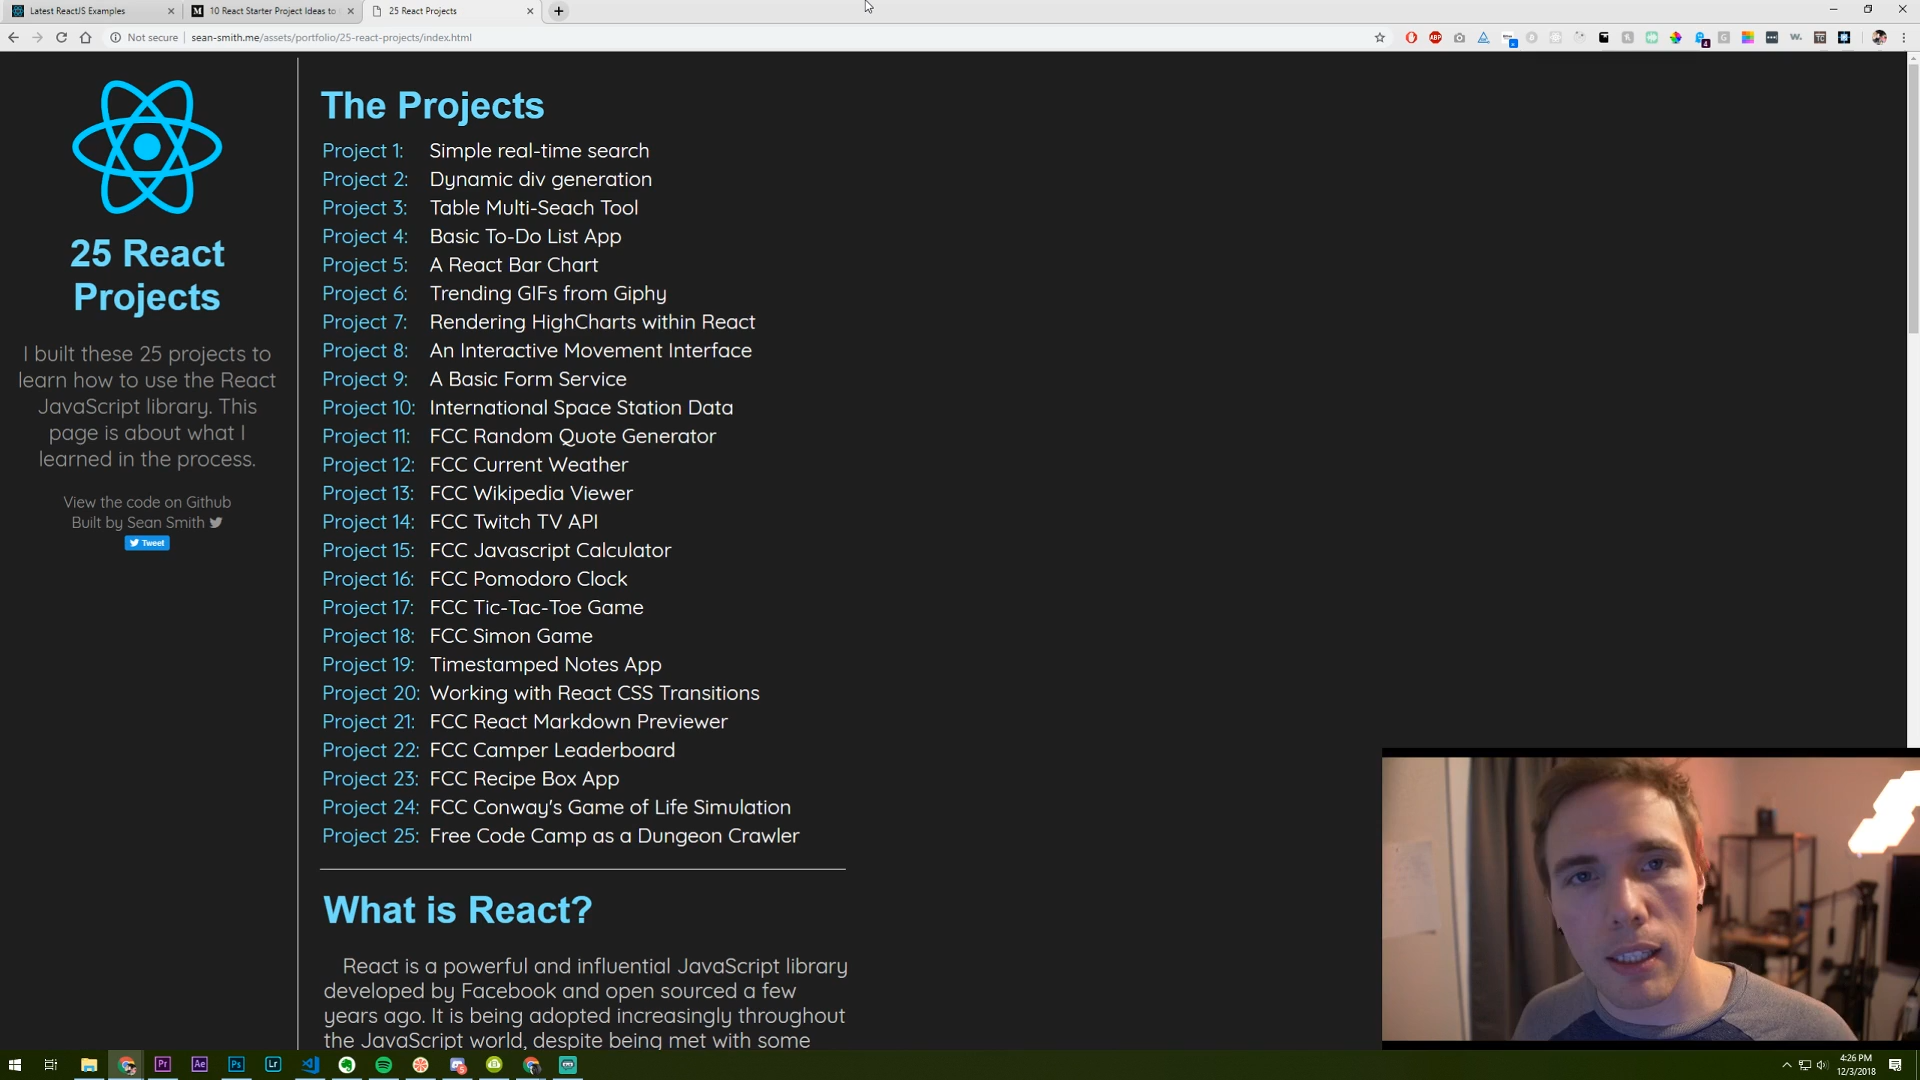 Latest ReactJS Examples
10 React Starter Project Ideas to
25 React Projects
Not secure
sean-smith.me/assets/portfolio/25-react-projects/index.html
25 React
Projects
I built these 25 projects to
learn how to use the React
JavaScript library. This
page is about what I
learned in the process.
View the code on Github
Built by Sean Smith
Tweet
The Projects
Project 1: Simple real-time search
Project 2: Dynamic div generation
Project 3: Table Multi-Seach Tool
Project 4: Basic To-Do List App
Project 5: A React Bar Chart
Project 6: Trending GIFs from Giphy
Project 7: Rendering HighCharts within React
Project 8: An Interactive Movement Interface
Project 9: A Basic Form Service
Project 10: International Space Station Data
Project 11: FCC Random Quote Generator
Project 12: FCC Current Weather
Project 13: FCC Wikipedia Viewer
Project 14: FCC Twitch TV API
Project 15: FCC Javascript Calculator
Project 16: FCC Pomodoro Clock
Project 17: FCC Tic-Tac-Toe Game
Project 18: FCC Simon Game
Project 19: Timestamped Notes App
Project 20: Working with React CSS Transitions
Project 21: FCC React Markdown Previewer
Project 22: FCC Camper Leaderboard
Project 23: FCC Recipe Box App
Project 24: FCC Conway's Game of Life Simulation
Project 25: Free Code Camp as a Dungeon Crawler
What is React?
React is a powerful and influential JavaScript library
developed by Facebook and open sourced a few
years ago. It is being adopted increasingly throughout
the JavaScript world, despite being met with some
Pr
Ae
Ps
Lr
4:26 PM
12/3/2018